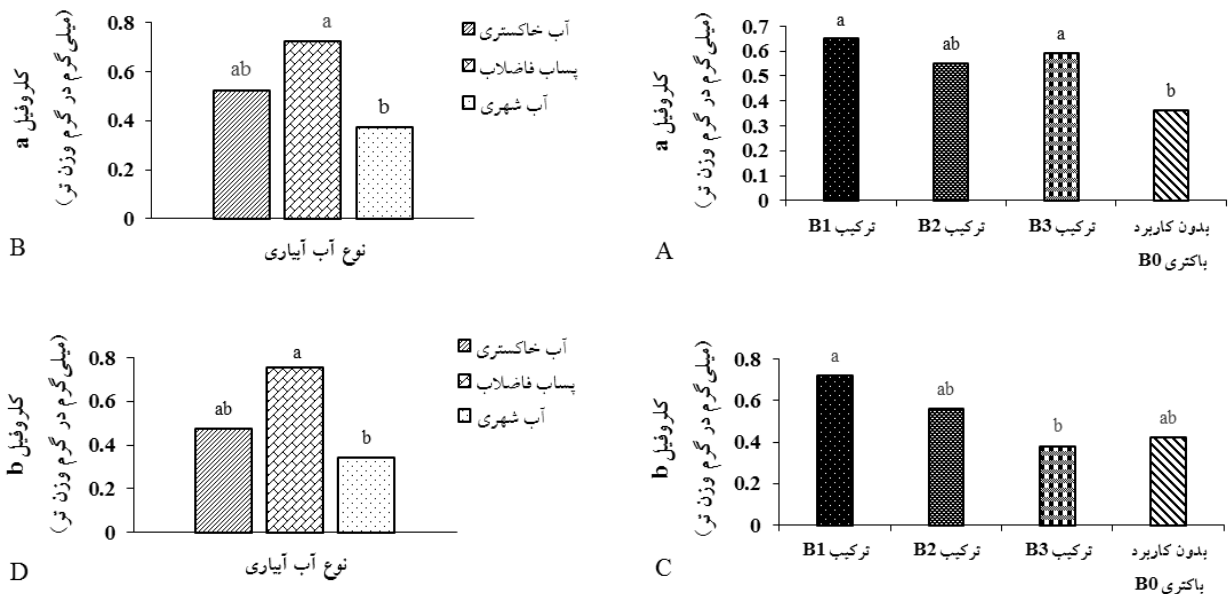 0.8
0.6
0.4
0.2
0
ab
a
b
کلروفیل a
(میلی‌گرم در گرم وزن تر)
نوع آب آبیاری
آب خاکستری
پساب فاضلاب
آب شهری
B
0.7
0.6
0.5
0.4
0.3
0.2
0.1
0
a
ab
a
b
کلروفیل a
(میلی‌گرم در گرم وزن تر)
ترکیب B1
ترکیب B2
ترکیب B3
بدون کاربرد
باکتری B0
A
0.8
0.6
0.4
0.2
0
ab
a
b
کلروفیل b
(میلی‌گرم در گرم وزن تر)
نوع آب آبیاری
آب خاکستری
پساب فاضلاب
آب شهری
D
0.8
0.6
0.4
0.2
0
a
ab
b
ab
کلروفیل b
(میلی‌گرم در گرم وزن تر)
ترکیب B1
ترکیب B2
ترکیب B3
بدون کاربرد
باکتری B0
C